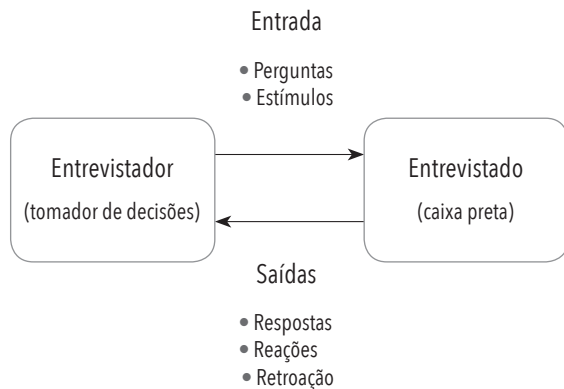 Entrada
• Perguntas
• Estímulos
Entrevistador
(tomador de decisões)
Entrevistado
(caixa preta)
Saídas
• Respostas
• Reações
• Retroação